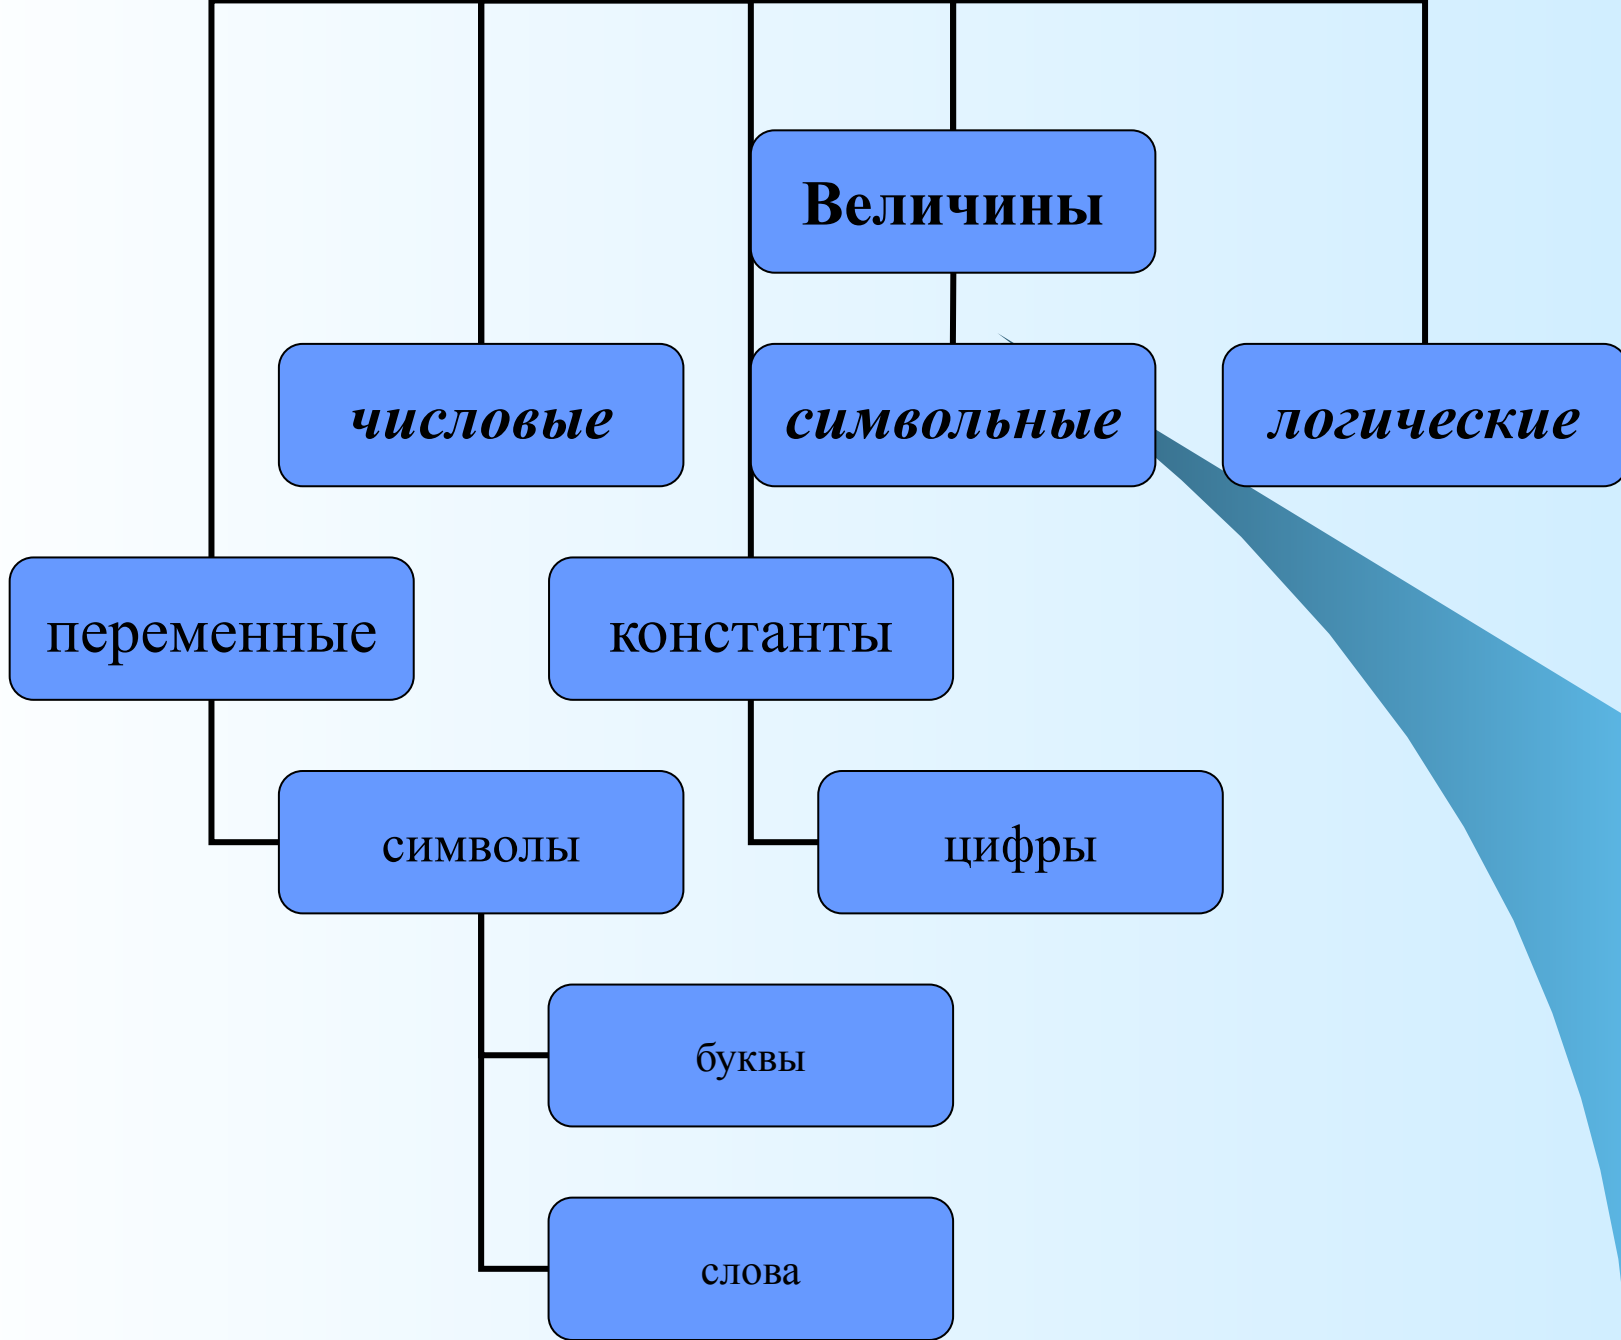 Величины
числовые
символьные
логические
переменные
константы
символы
цифры
буквы
слова